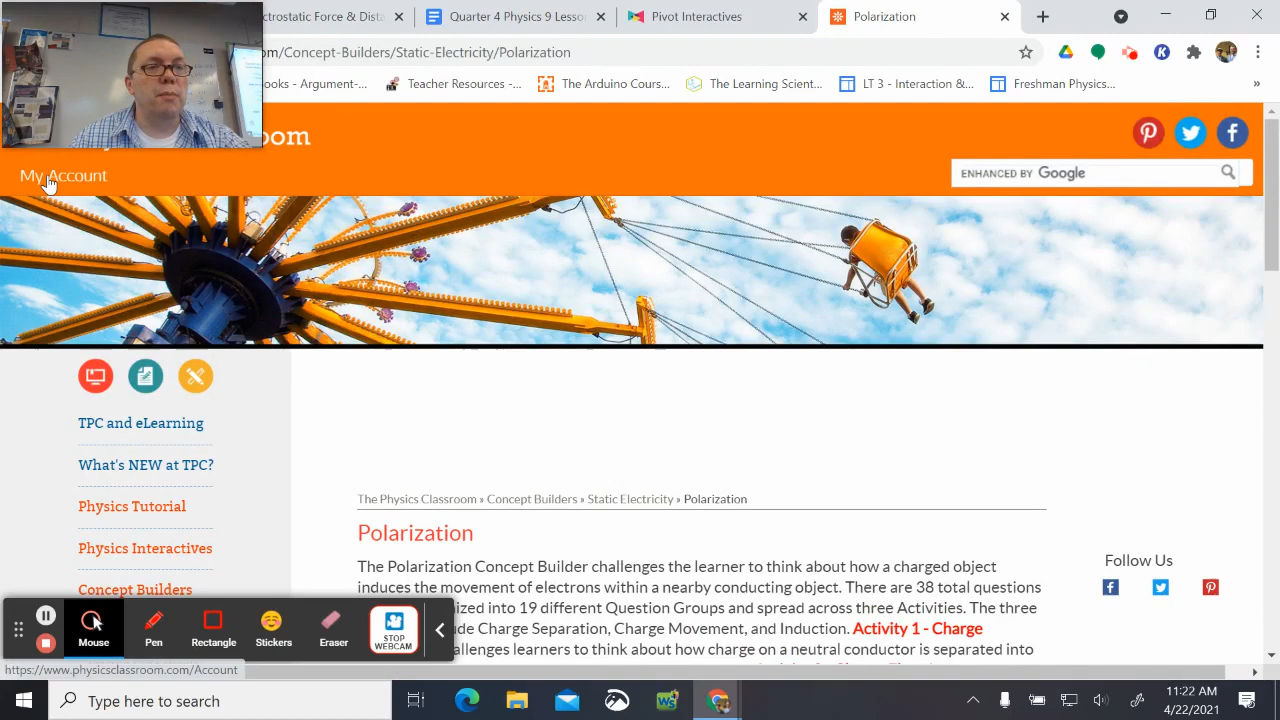 ctrostatic Force & Dista
Quarter 4 Physics 9 Lesso
Pivot Interactives
Polarization
om/Concept-Builders/Static-Electricity/Polarization
ooks - Argument-...
Teacher Resources -...
The Arduino Cours...
The Learning Scient...
LT 3 - Interaction &...
Freshman Physics...
»
oom
My Account
ENHANCED BY Google
TPC and eLearning
What's NEW at TPC?
Physics Tutorial
Physics Interactives
Concept Builders
The Physics Classroom » Concept Builders » Static Electricity » Polarization
Polarization
The Polarization Concept Builder challenges the learner to think about how a charged object
induces the movement of electrons within a nearby conducting object. There are 38 total questions
ized into 19 different Question Groups and spread across three Activities. The three
ude Charge Separation, Charge Movement, and Induction. Activity 1 - Charge
allenges learners to think about how charge on a neutral conductor is separated into
Follow Us
Mouse
Pen
Rectangle
Stickers
Eraser
STOP
WEBCAM
https://www.physicsclassroom.com/Account
Type here to search
11:22 AM
4/22/2021